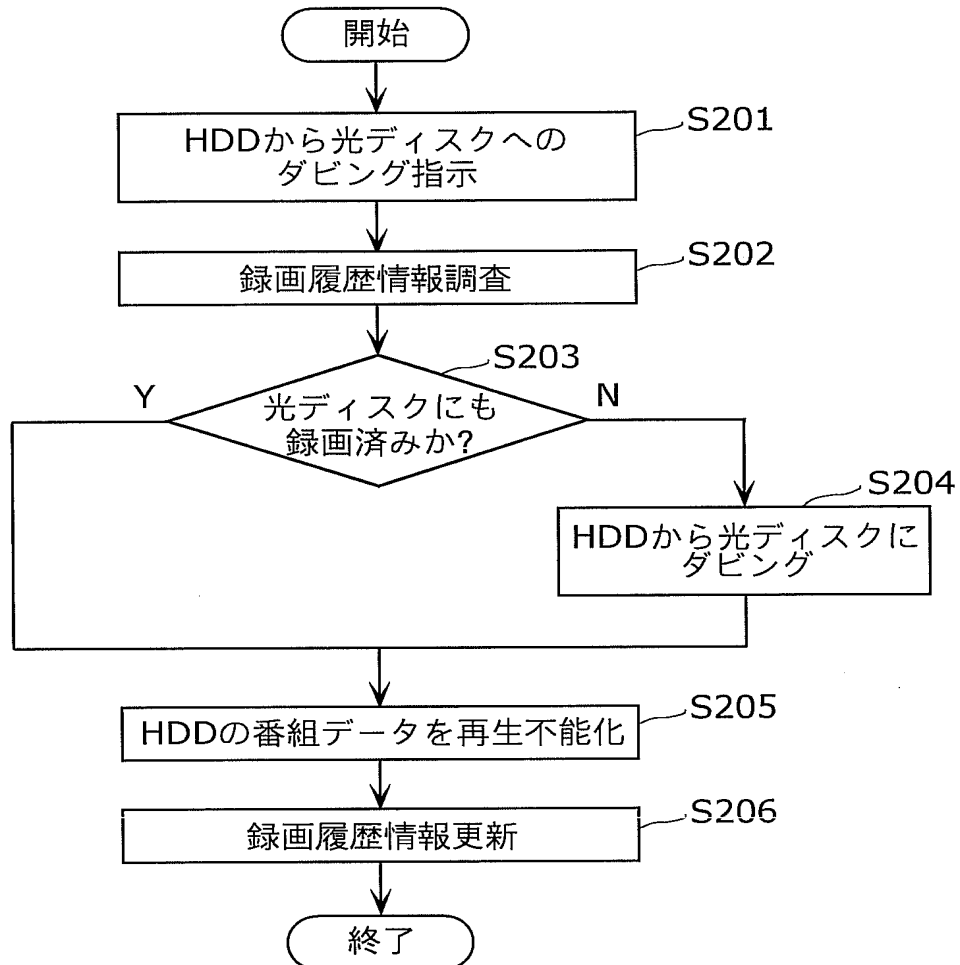 開始
HDDから光ディスクへの
ダビング指示
S201
録画履歴情報調査
S202
S203
Y
N
光ディスクにも
録画済みか?
S204
HDDから光ディスクに
ダビング
HDDの番組データを再生不能化
S205
録画履歴情報更新
S206
終了